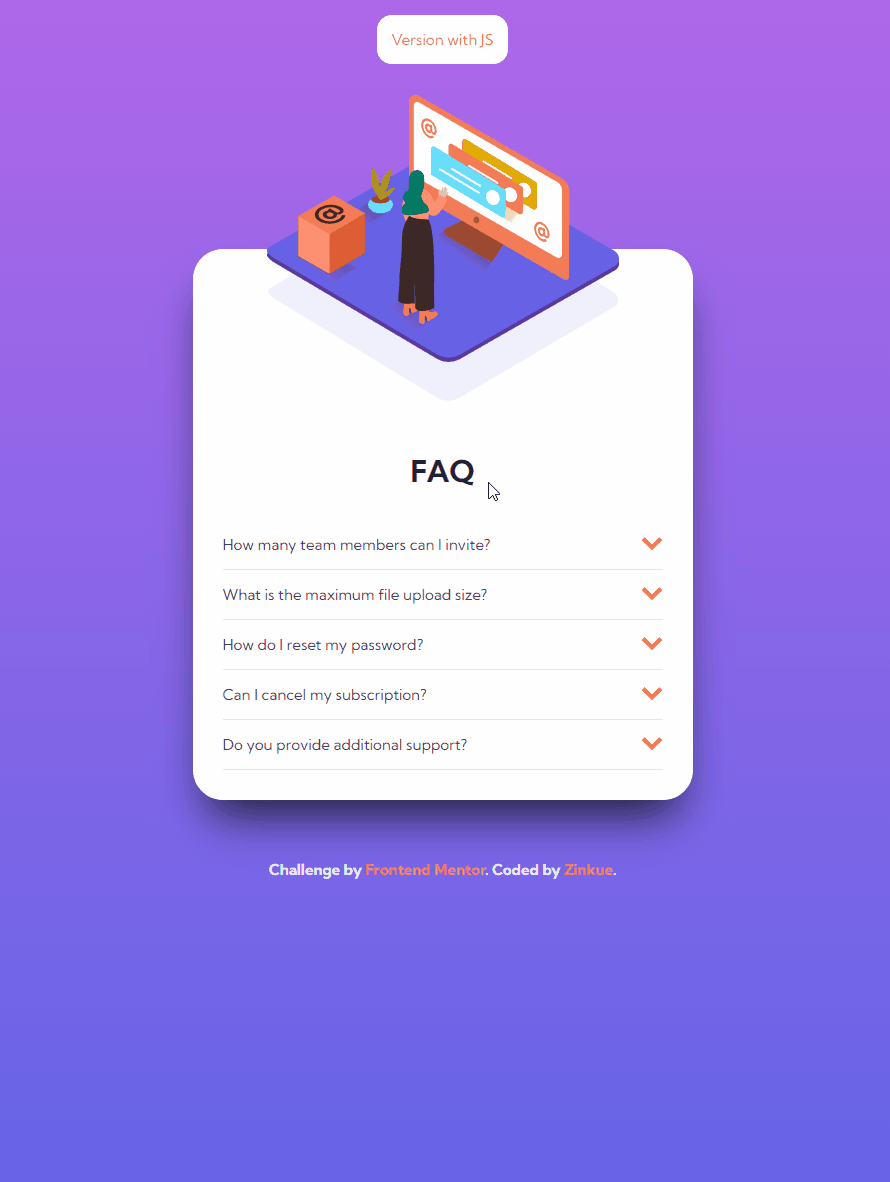 Version with JS
@
@
@
FAQ
How many team members can I invite?
What is the maximum file upload size?
How do I reset my password?
Can I cancel my subscription?
Do you provide additional support?
Challenge by Frontend Mentor. Coded by Zinkue.